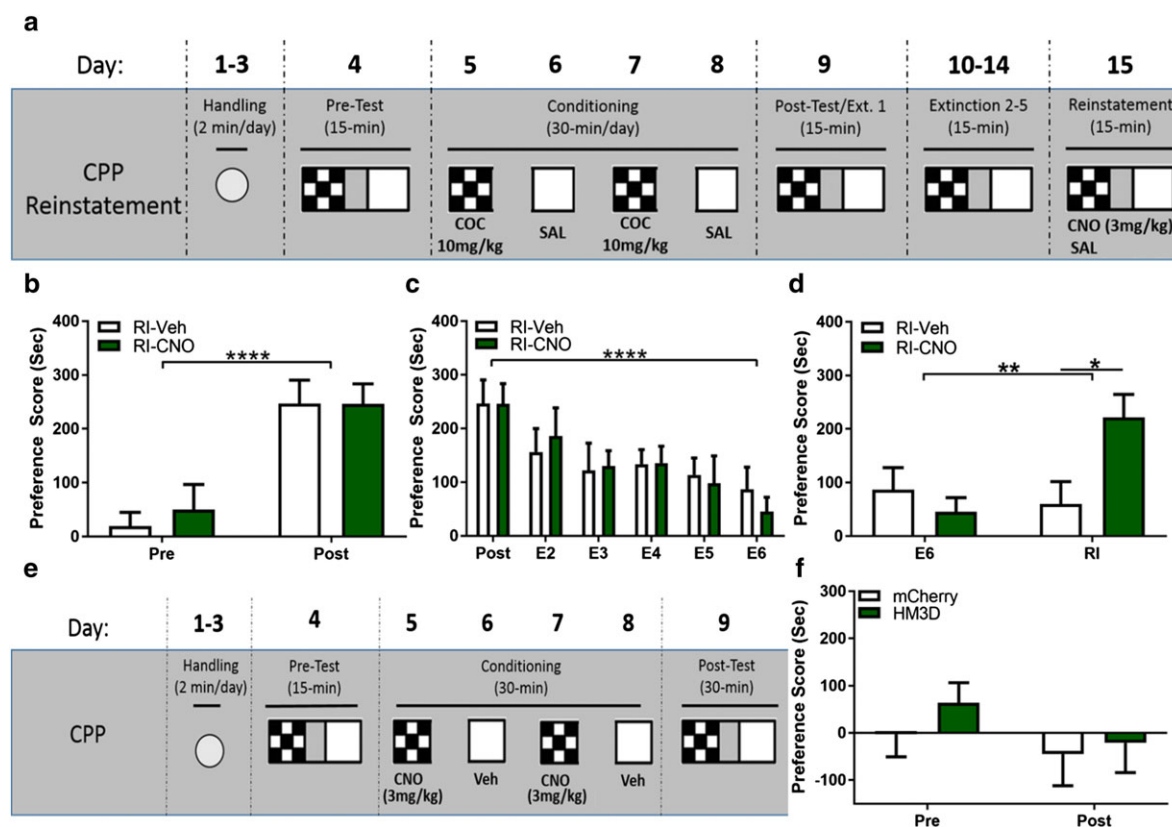 a
Day: 1-3 4 5 6 7 8 9 10-14 15
Handling Pre-Test Conditioning Post-Test/Ext. 1 Extinction 2-5 Reinstatement
(2 min/day) (15-min) (30-min/day) (15-min) (15-min) (15-min)
CPP
Reinstatement
COC SAL COC SAL CNO (3mg/kg)
10mg/kg 10mg/kg SAL
b
Preference Score (Sec)
400
300
200
100
0
RI-Veh
RI-CNO
****
Pre Post
c
Preference Score (Sec)
400
300
200
100
0
RI-Veh
RI-CNO
****
Post E2 E3 E4 E5 E6
d
Preference Score (Sec)
400
300
200
100
0
RI-Veh
RI-CNO
** *
E6 RI
e
Day: 1-3 4 5 6 7 8 9
Handling Pre-Test Conditioning Post-Test
(2 min/day) (15-min) (30-min) (30-min)
CPP
CNO Veh CNO Veh
(3mg/kg) (3mg/kg)
f
Preference Score (Sec)
300
200
100
0
-100
mCherry
HM3D
Pre Post